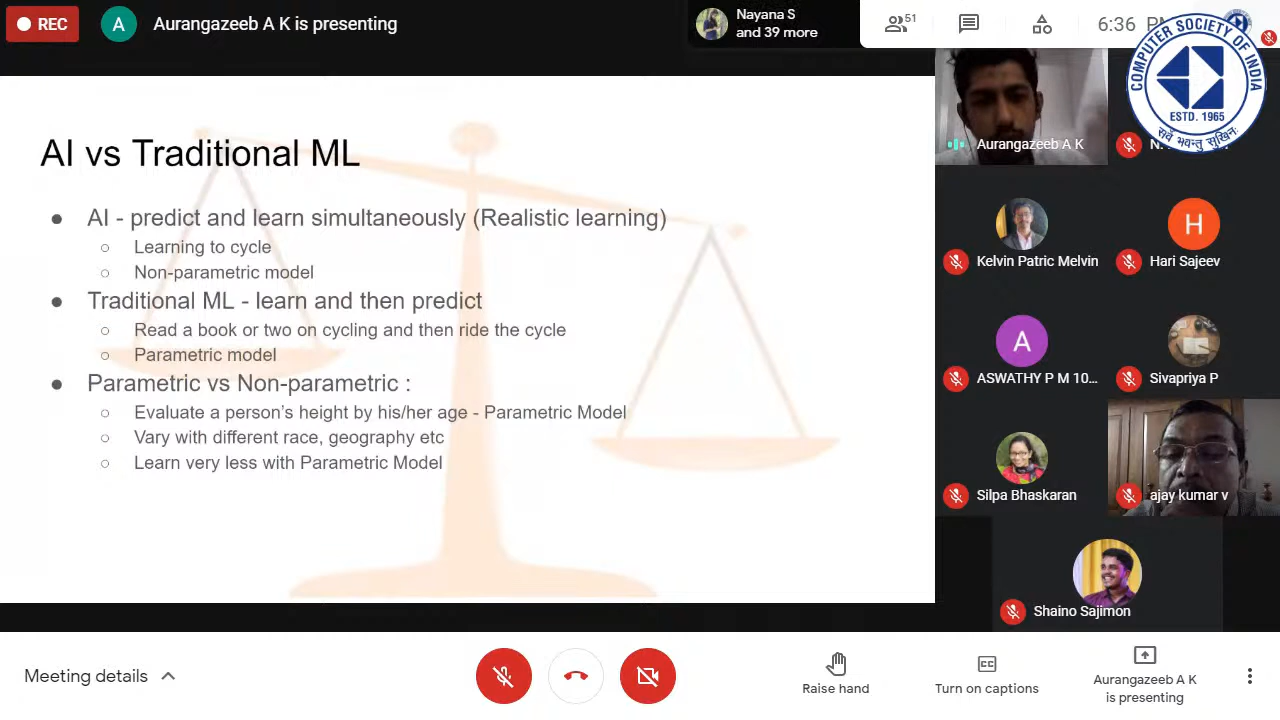 REC
A
Aurangazeeb A K is presenting
Nayana S
and 39 more
51
6:36
COMPUTER SOCIETY OF INDIA
ESTD. 1965
सर्वे भवन्तु सुखिनः
AI vs Traditional ML
● AI - predict and learn simultaneously (Realistic learning)
○ Learning to cycle
○ Non-parametric model
● Traditional ML - learn and then predict
○ Read a book or two on cycling and then ride the cycle
○ Parametric model
● Parametric vs Non-parametric :
○ Evaluate a person's height by his/her age - Parametric Model
○ Vary with different race, geography etc
○ Learn very less with Parametric Model
Aurangazeeb A K
Kelvin Patric Melvin
H
Hari Sajeev
A
ASWATHY P M 10...
Sivapriya P
Silpa Bhaskaran
ajay kumar v
Shaino Sajimon
Meeting details
Raise hand
CC
Turn on captions
Aurangazeeb A K
is presenting